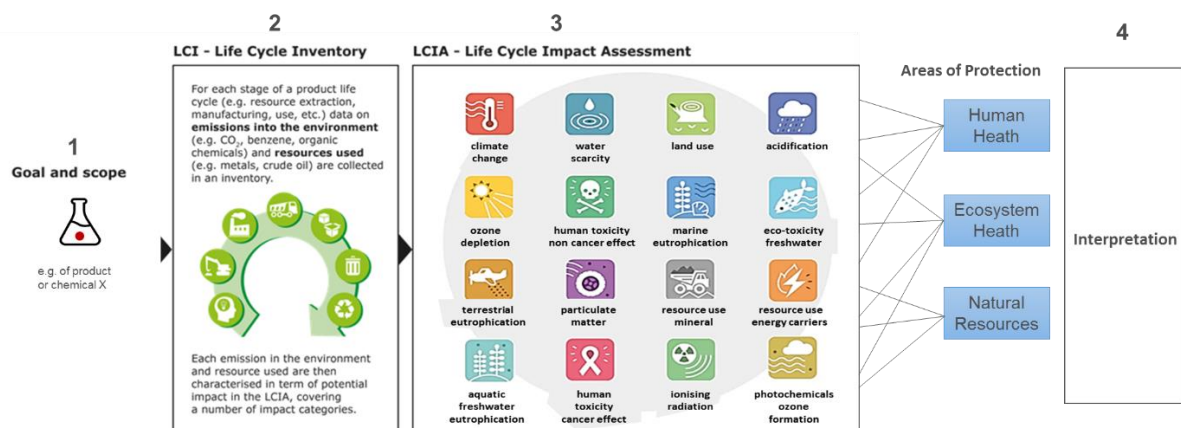 1
Goal and scope
e.g. of product
or chemical X
2
LCI - Life Cycle Inventory
For each stage of a product life
cycle (e.g. resource extraction,
manufacturing, use, etc.) data on
emissions into the environment
(e.g. CO₂, benzene, organic
chemicals) and resources used
(e.g. metals, crude oil) are collected
in an inventory.
Each emission in the environment
and resource used are then
characterised in term of potential
impact in the LCIA, covering
a number of impact categories.
3
LCIA - Life Cycle Impact Assessment
climate
change
water
scarcity
land use
acidification
ozone
depletion
human toxicity
non cancer effect
marine
eutrophication
eco-toxicity
freshwater
terrestrial
eutrophication
particulate
matter
resource use
mineral
resource use
energy carriers
aquatic
freshwater
eutrophication
human
toxicity
cancer effect
ionising
radiation
photochemicals
ozone
formation
Areas of Protection
Human
Heath
Ecosystem
Heath
Natural
Resources
4
Interpretation